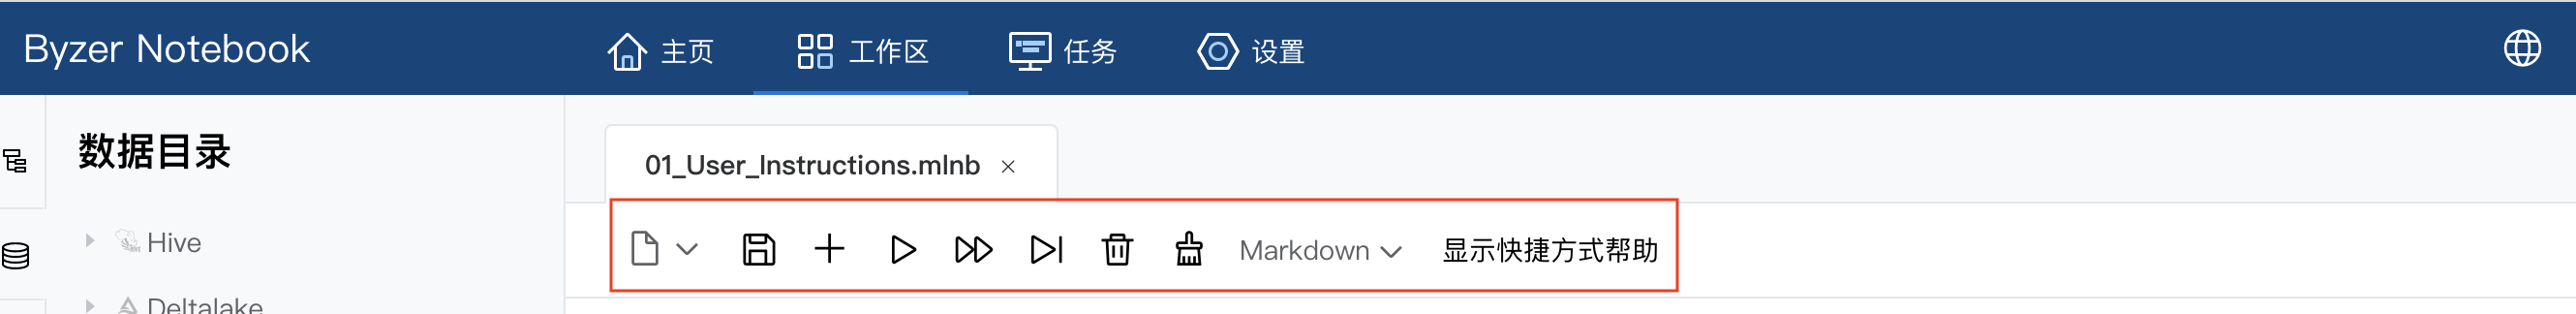 Byzer Notebook 主页 工作区 任务 设置
数据目录
01_User_Instructions.mlnb ×
Hive
Markdown 显示快捷方式帮助
Deltalake